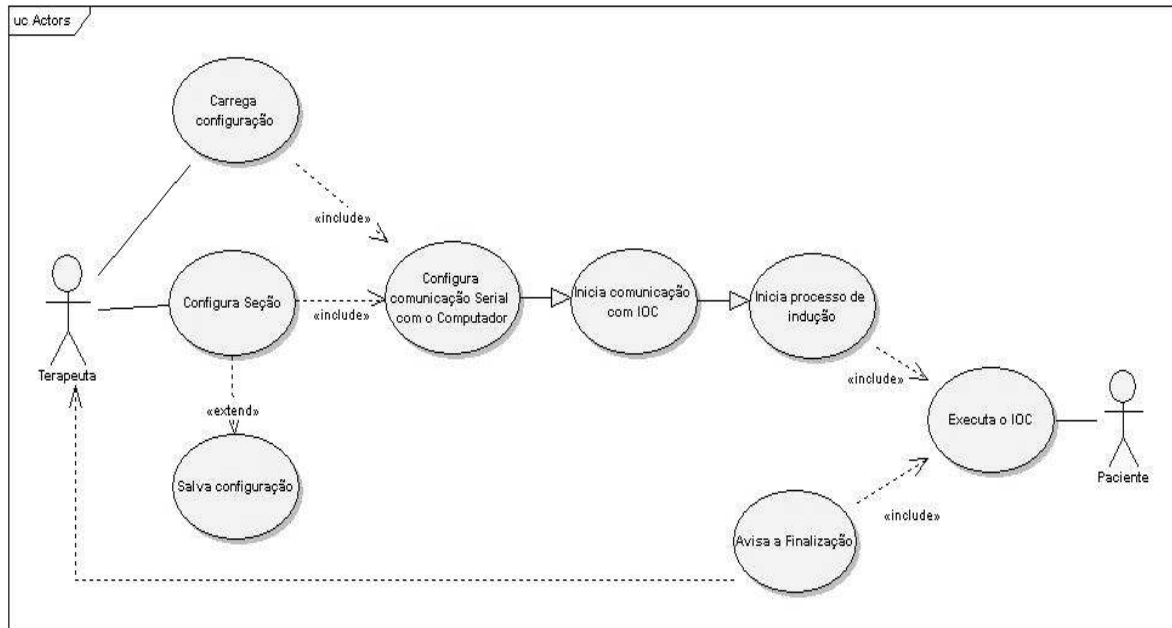 uc Actors
Carrega
configuração
«include»
Configura Seção
«include»
Configura
comunicação Serial
com o Computador
Inicia comunicação
com IOC
Inicia processo de
indução
Terapeuta
«include»
«extend»
Executa o IOC
Paciente
Salva configuração
«include»
Avisa a Finalização